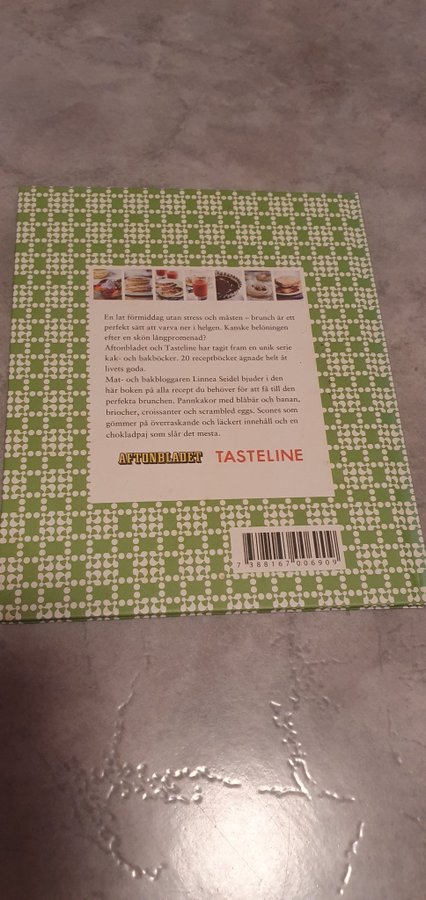 En lat förmiddag utan stress och måsten – brunch är ett
perfekt sätt att varva ner i helgen. Kanske belöningen
efter en skön långpromenad?
Aftonbladet och Tasteline har tagit fram en unik serie
kak- och bakböcker. 20 receptböcker ägnade helt åt
livets goda.
Mat- och bakbloggaren Linnea Seidel bjuder i den
här boken på alla recept du behöver för att få till den
perfekta brunchen. Pannkakor med blåbär och banan,
briocher, croissanter och scrambled eggs. Scones som
gömmer på överraskande och läckert innehåll och en
chokladpaj som slår det mesta.
AFTONBLADET TASTELINE
7 388167 006909